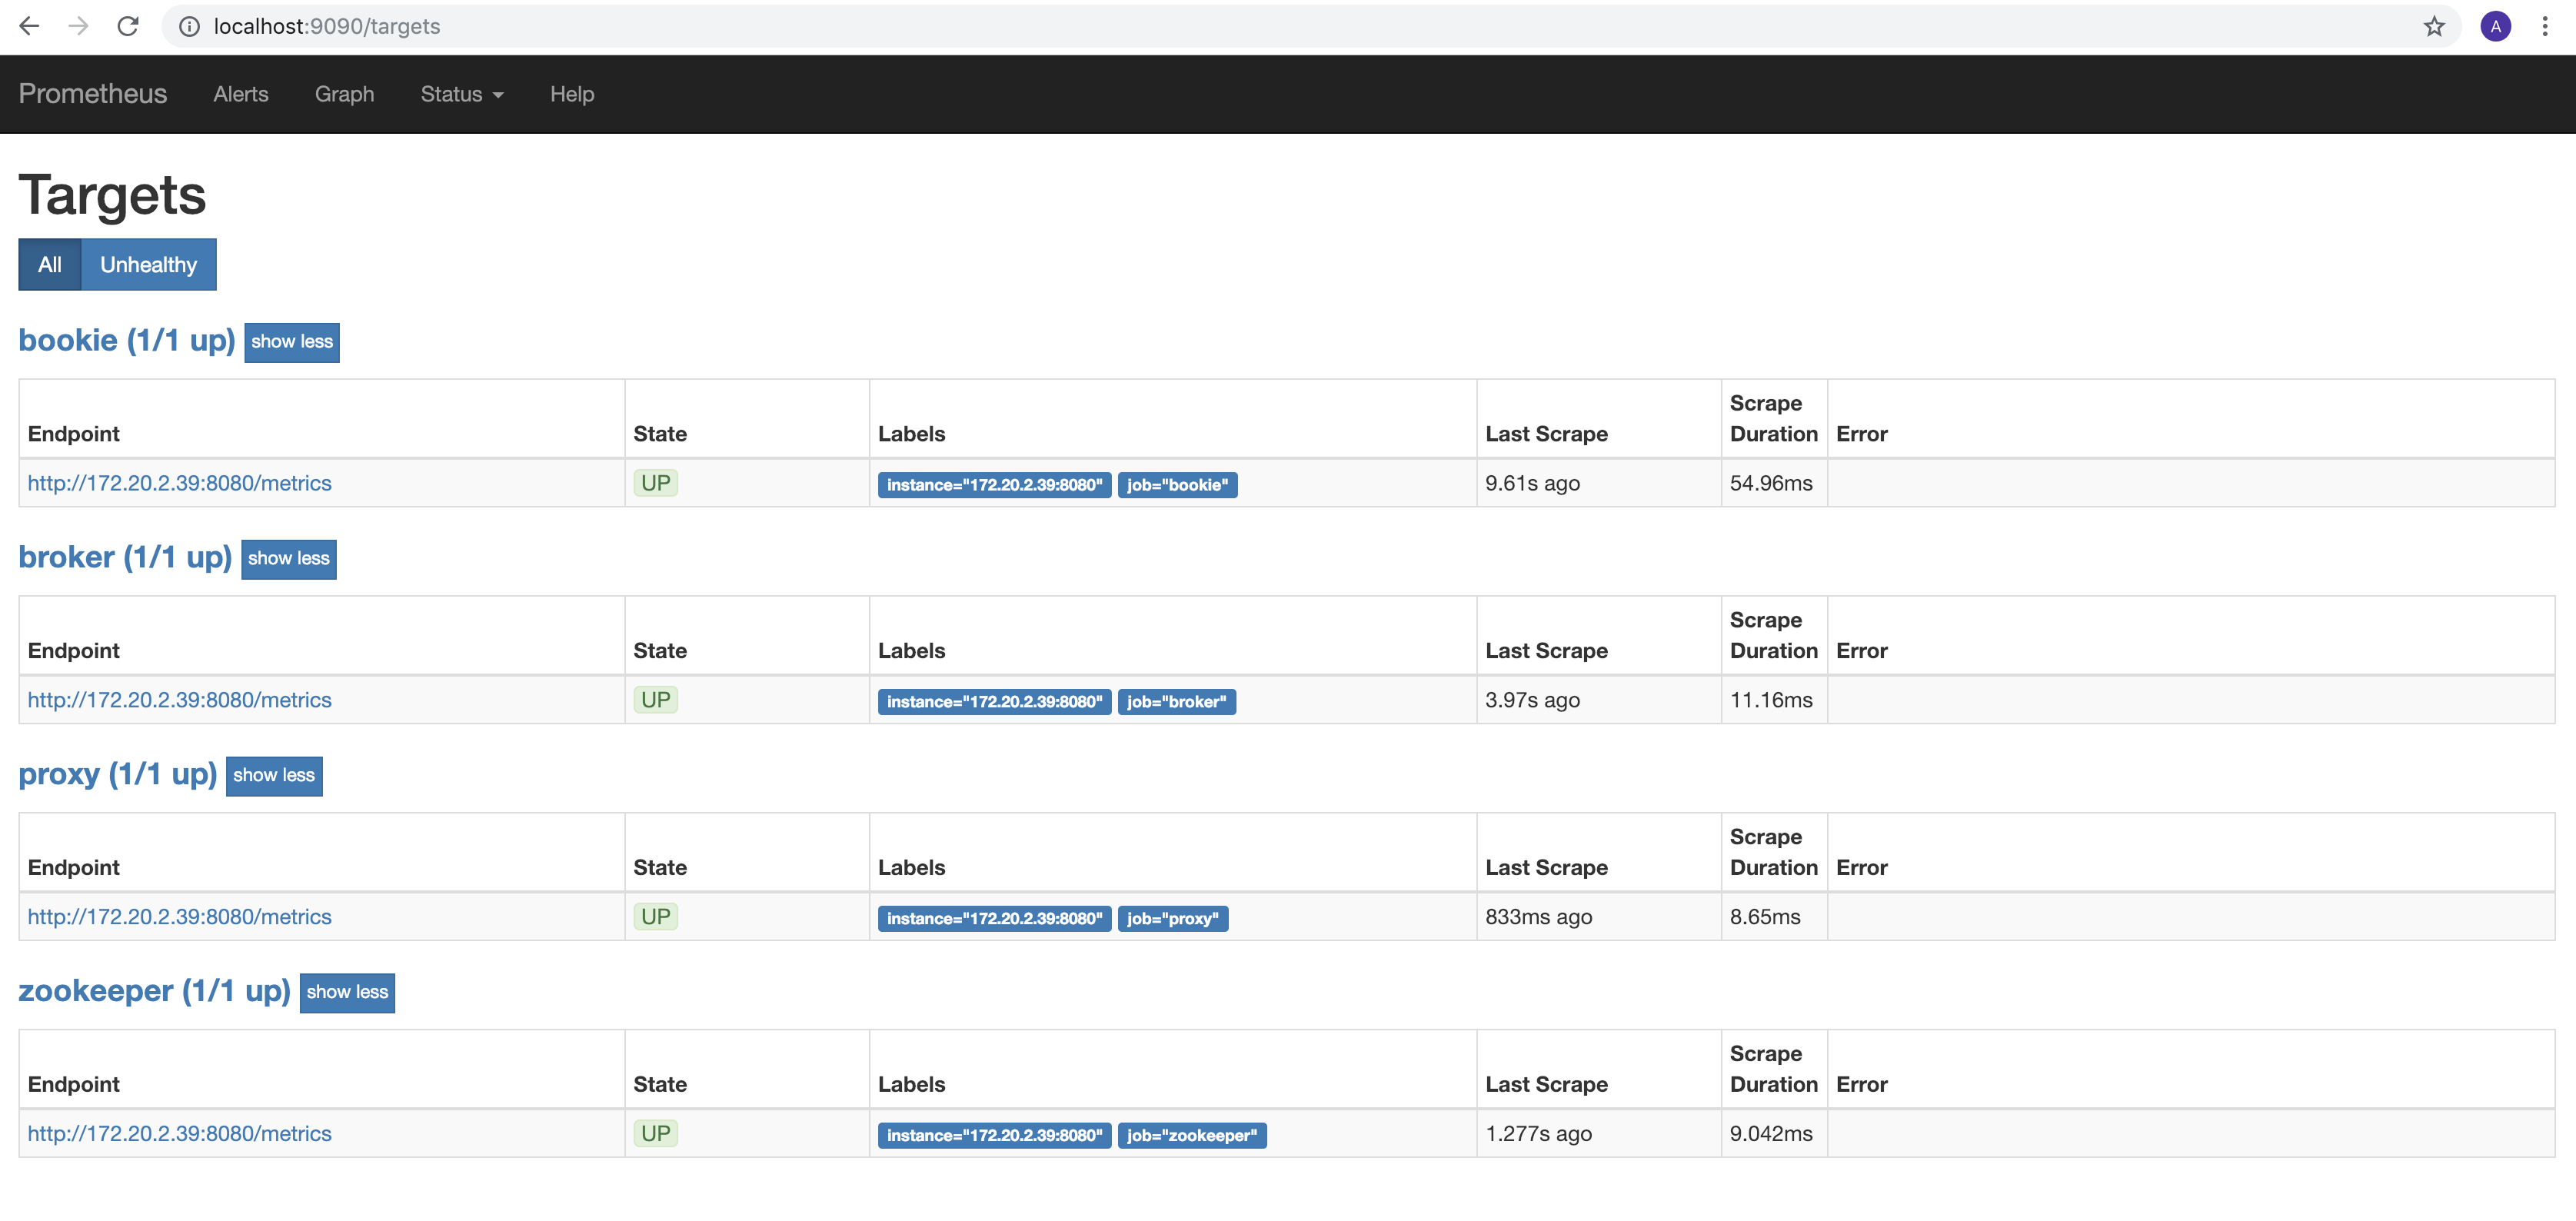 localhost:9090/targets
A
Prometheus Alerts Graph Status Help
Targets
All Unhealthy
bookie (1/1 up) show less
Endpoint State Labels Last Scrape Scrape Duration Error
http://172.20.2.39:8080/metrics UP instance="172.20.2.39:8080" job="bookie" 9.61s ago 54.96ms
broker (1/1 up) show less
Endpoint State Labels Last Scrape Scrape Duration Error
http://172.20.2.39:8080/metrics UP instance="172.20.2.39:8080" job="broker" 3.97s ago 11.16ms
proxy (1/1 up) show less
Endpoint State Labels Last Scrape Scrape Duration Error
http://172.20.2.39:8080/metrics UP instance="172.20.2.39:8080" job="proxy" 833ms ago 8.65ms
zookeeper (1/1 up) show less
Endpoint State Labels Last Scrape Scrape Duration Error
http://172.20.2.39:8080/metrics UP instance="172.20.2.39:8080" job="zookeeper" 1.277s ago 9.042ms